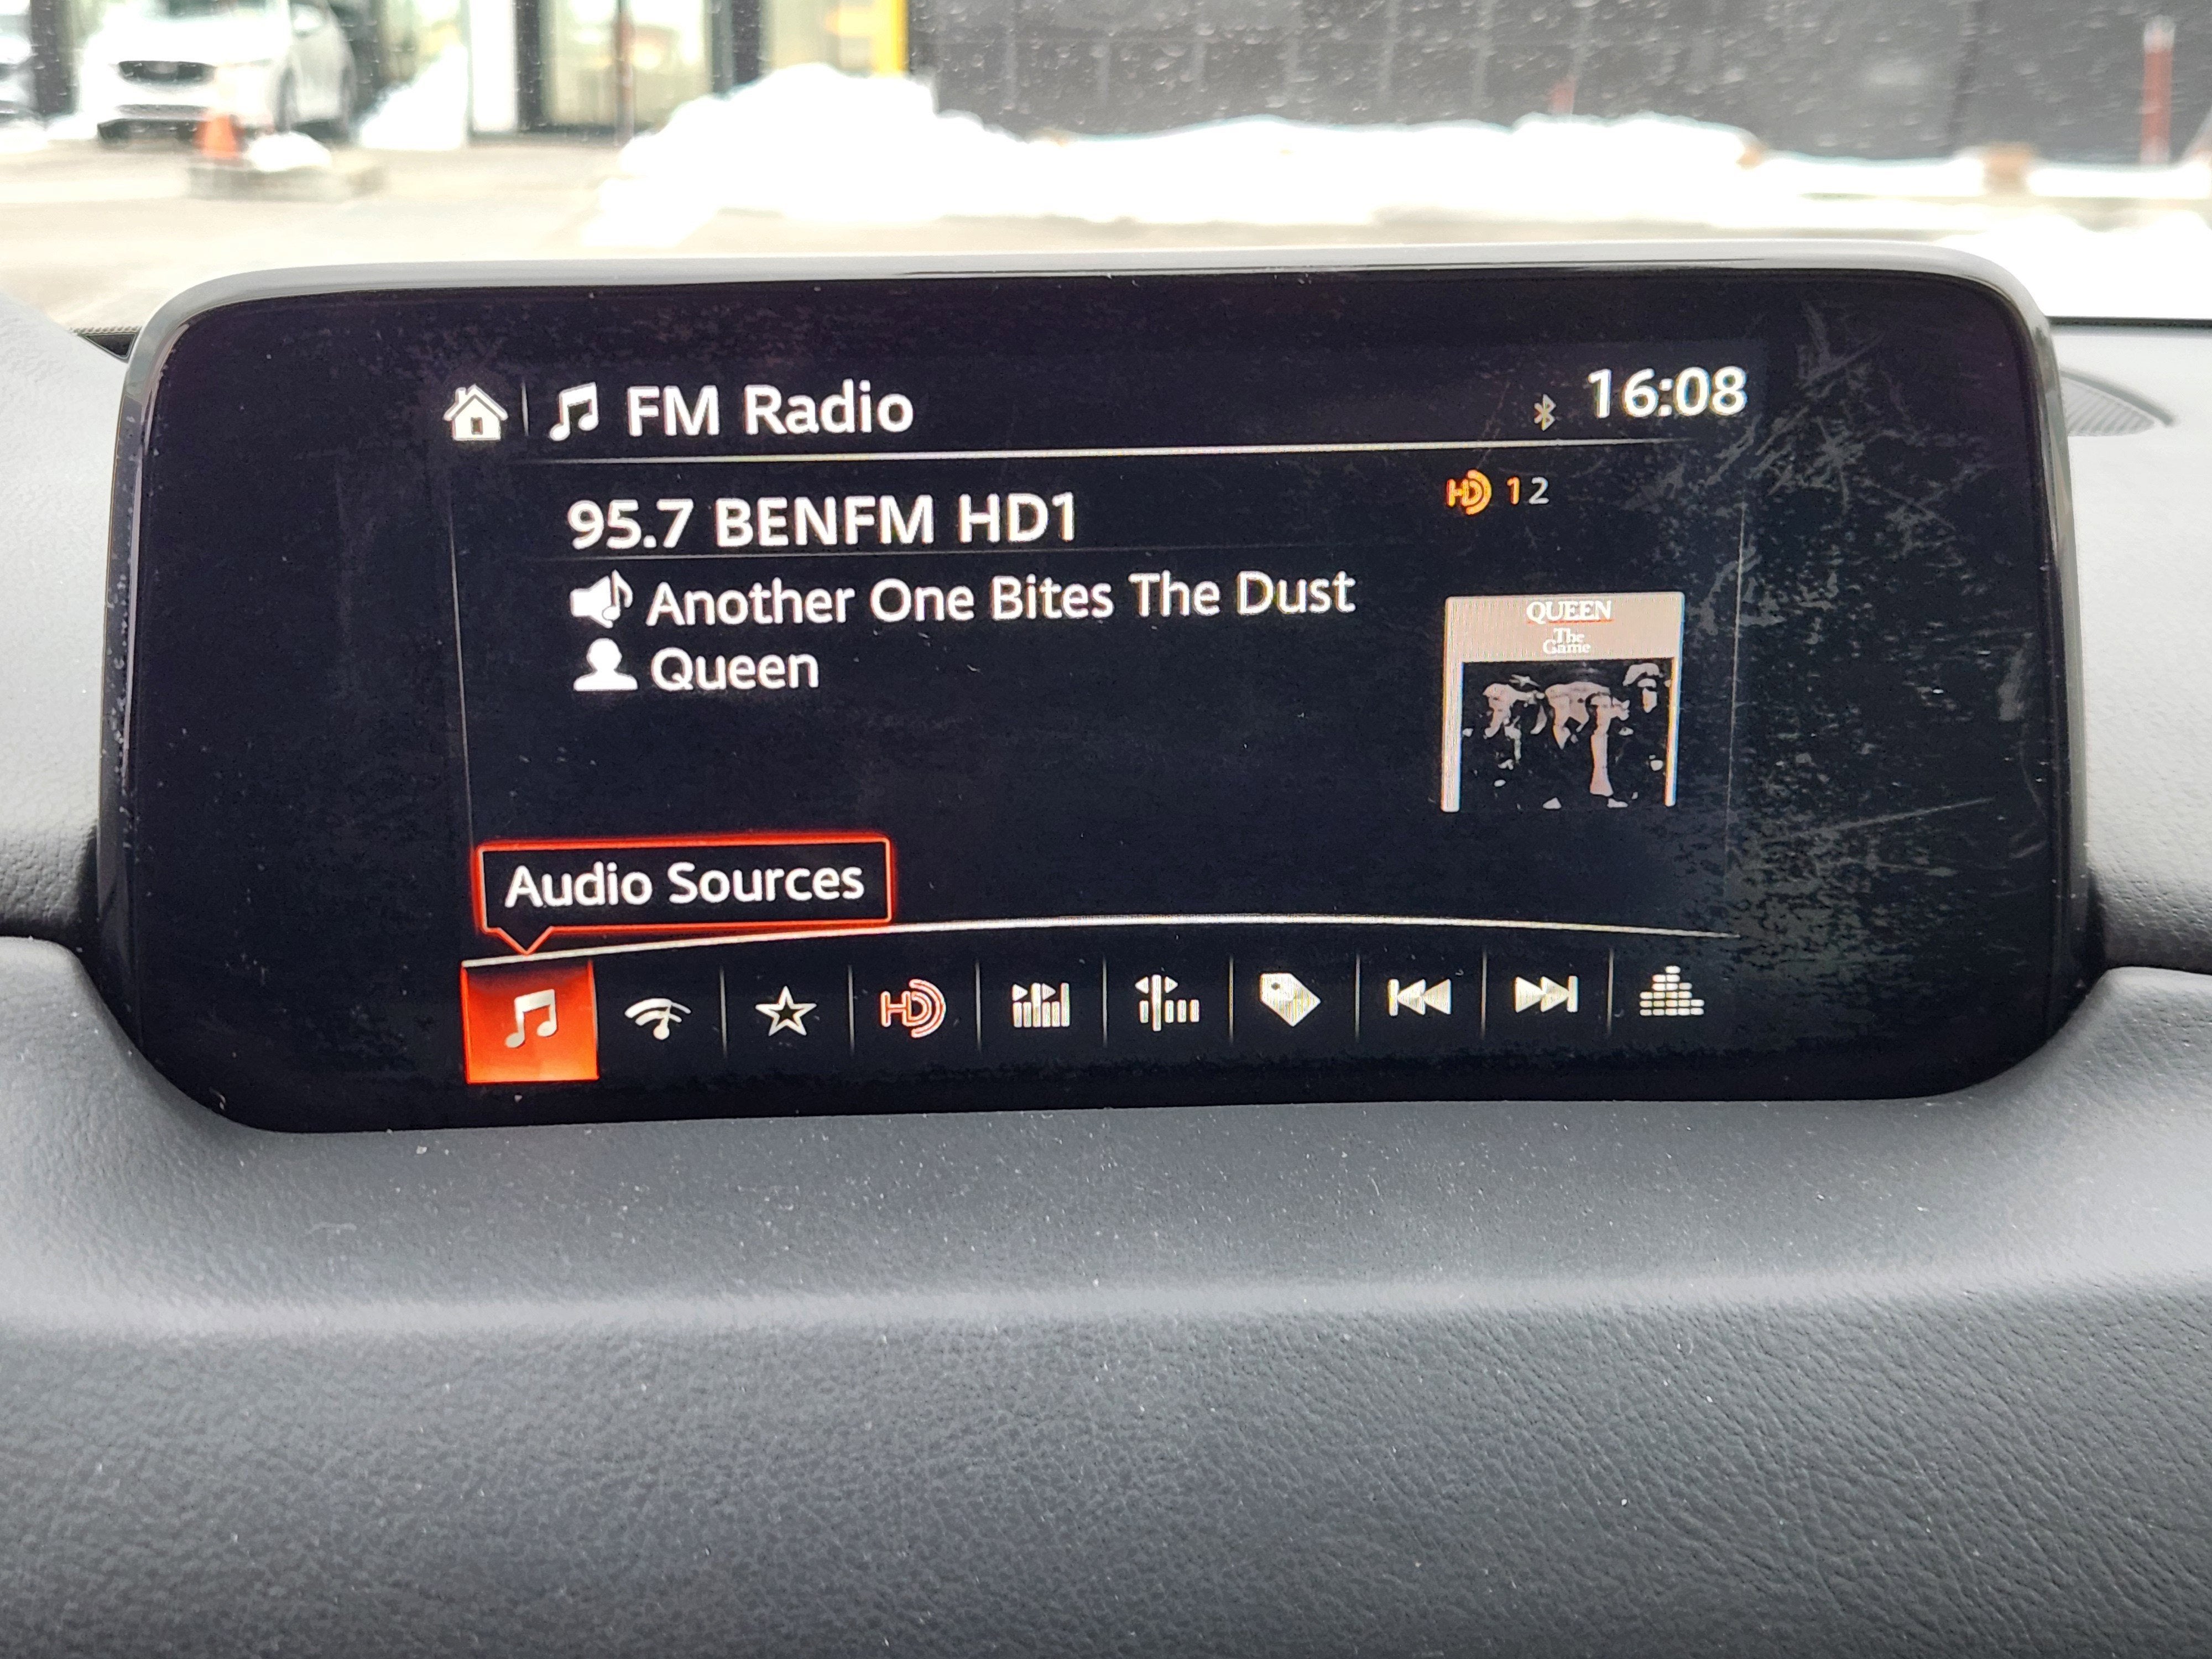 FM Radio
16:08
95.7 BENFM HD1
HD 1 2
Another One Bites The Dust
Queen
QUEEN
The
Game
Audio Sources
HD